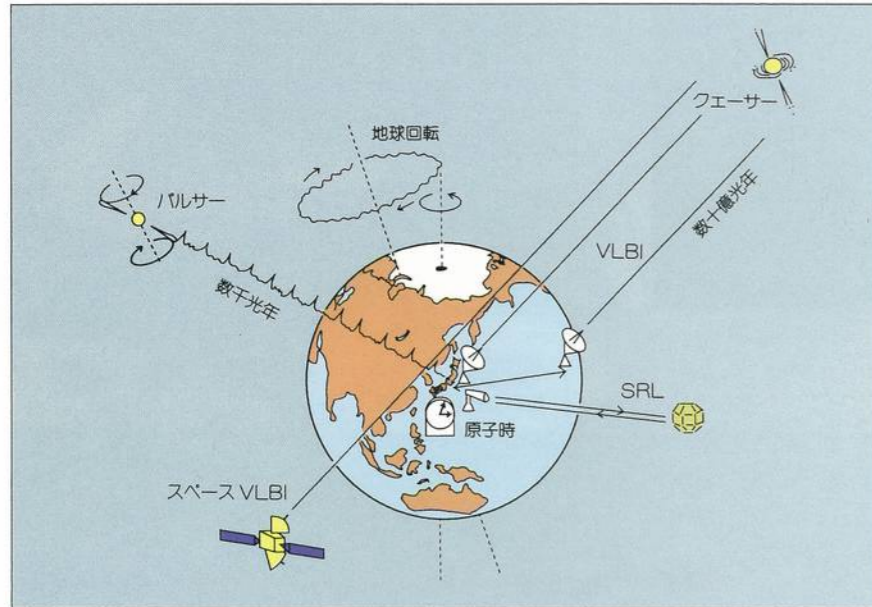 クェーサー
地球回転
パルサー
数十億光年
VLBI
数千光年
SRL
原子時
スペースVLBI